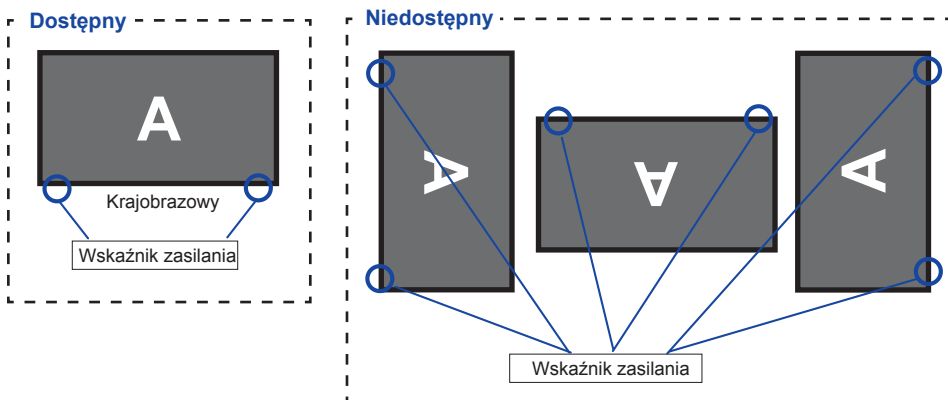 Dostępny
A
Krajobrazowy
Wskaźnik zasilania
Niedostępny
A
A
A
Wskaźnik zasilania